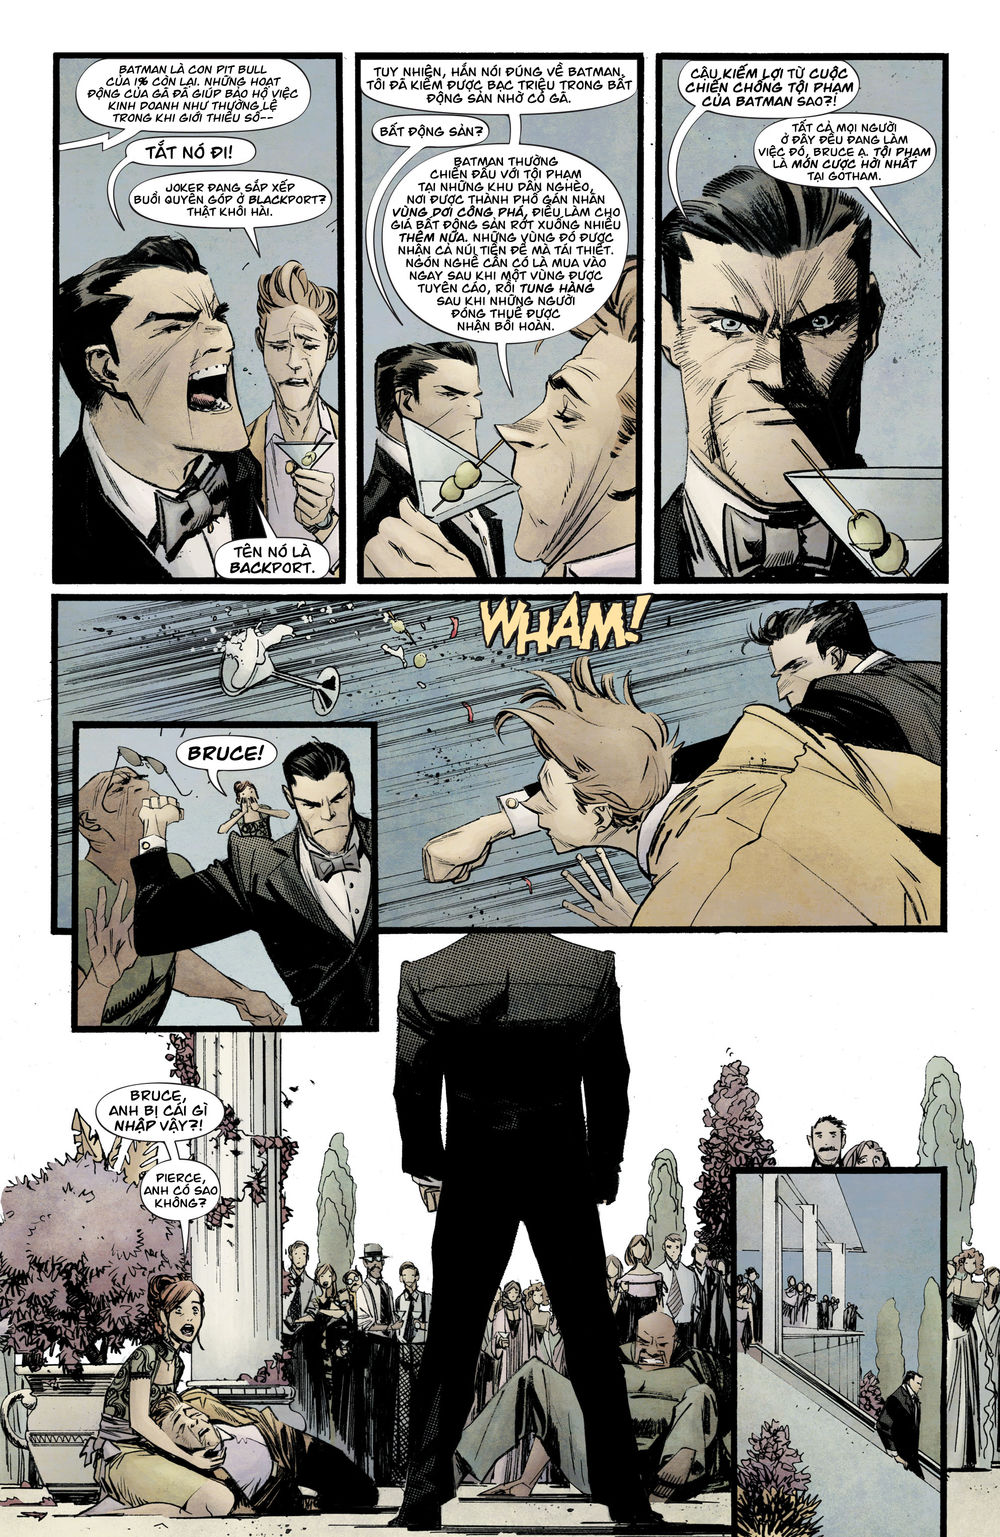 BATMAN LÀ CON PIT BULL
CỦA 1% CÒN LẠI. NHỮNG HOẠT
ĐỘNG CỦA GÃ ĐÃ GIÚP BẢO HỘ VIỆC
KINH DOANH NHƯ THƯỜNG LỆ
TRONG KHI GIỚI THIỂU SỐ--
TẮT NÓ ĐI!
JOKER ĐANG SẮP XẾP
BUỔI QUYÊN GÓP Ở BLACKPORT?
THẬT KHÔI HÀI.
TÊN NÓ LÀ
BACKPORT.
TUY NHIÊN, HẮN NÓI ĐÚNG VỀ BATMAN,
TÔI ĐÃ KIẾM ĐƯỢC BẠC TRIỆU TRONG BẤT
ĐỘNG SẢN NHỜ CÓ GÃ.
BẤT ĐỘNG SẢN?
BATMAN THƯỜNG
CHIẾN ĐẤU VỚI TỘI PHẠM
TẠI NHỮNG KHU DÂN NGHÈO,
NƠI ĐƯỢC THÀNH PHỐ GÁN NHÃN
VÙNG DƠI CÔNG PHÁ, ĐIỀU LÀM CHO
GIÁ BẤT ĐỘNG SẢN RỚT XUỐNG NHIỀU
THÊM NỮA. NHỮNG VÙNG ĐÓ ĐƯỢC
NHẬN CẢ NÚI TIỀN ĐỂ MÀ TÁI THIẾT.
NGÓN NGHỀ CẦN CÓ LÀ MUA VÀO
NGAY SAU KHI MỘT VÙNG ĐƯỢC
TUYÊN CÁO, RỒI TUNG HÀNG
SAU KHI NHỮNG NGƯỜI
ĐÓNG THUẾ ĐƯỢC
NHẬN BỒI HOÀN.
CẬU KIẾM LỢI TỪ CUỘC
CHIẾN CHỐNG TỘI PHẠM
CỦA BATMAN SAO?!
TẤT CẢ MỌI NGƯỜI
Ở ĐÂY ĐỀU ĐANG LÀM
VIỆC ĐÓ, BRUCE Ạ. TỘI PHẠM
LÀ MÓN CƯỢC HỜI NHẤT
TẠI GOTHAM.
WHAM!
BRUCE!
BRUCE,
ANH BỊ CÁI GÌ
NHẬP VẬY?!
PIERCE,
ANH CÓ SAO
KHÔNG?